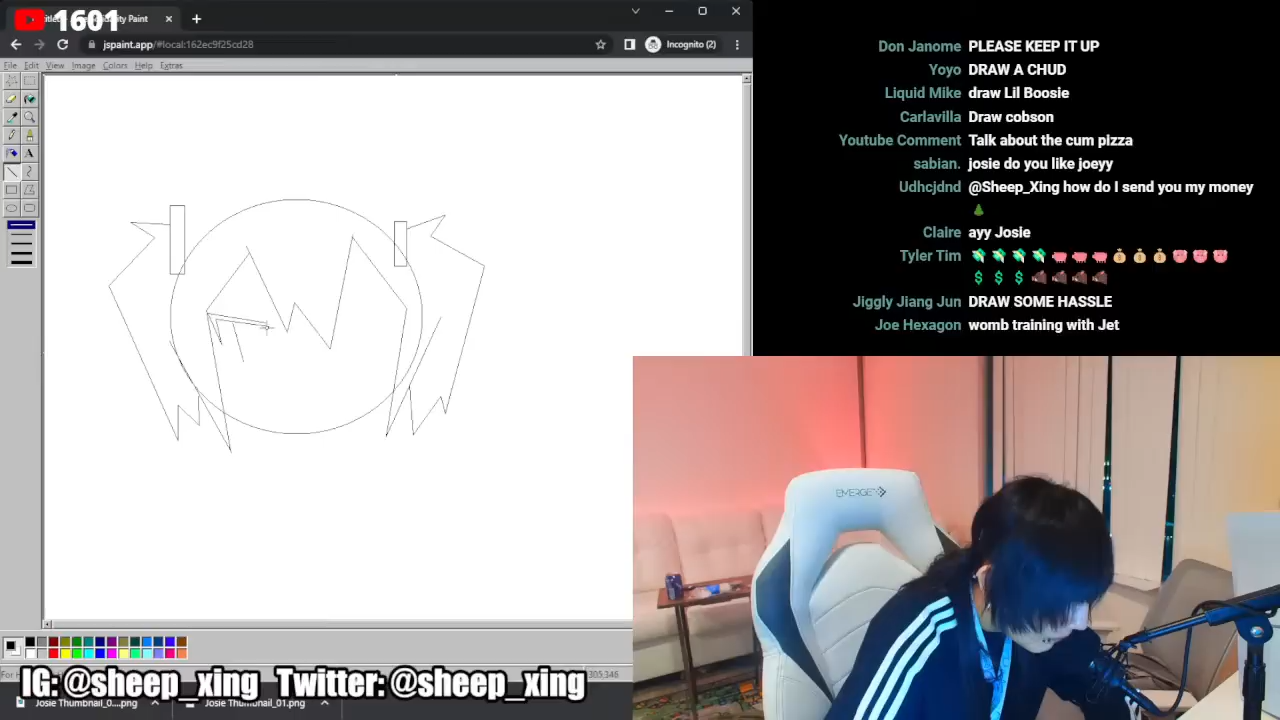 1601
Paint
jspaint.app/#local:162ec9f25cd28
Incognito (2)
File Edit View Image Colors Help Extras
Don Janome PLEASE KEEP IT UP
Yoyo DRAW A CHUD
Liquid Mike draw Lil Boosie
Carlavilla Draw cobson
Youtube Comment Talk about the cum pizza
sabian. josie do you like joeyy
Udhcjdnd @Sheep_Xing how do I send you my money
🌲
Claire ayy Josie
Tyler Tim 💸 💸 💸 💸 🐖 🐖 🐖 💰 💰 💰 🐷 🐷 🐷
💲 💲 💲 🐗 🐗 🐗 🐗
Jiggly Jiang Jun DRAW SOME HASSLE
Joe Hexagon womb training with Jet
EMERGE
305,346
IG: @sheep_xing Twitter: @sheep_xing
Josie Thumbnail_0....png
Josie Thumbnail_01.png